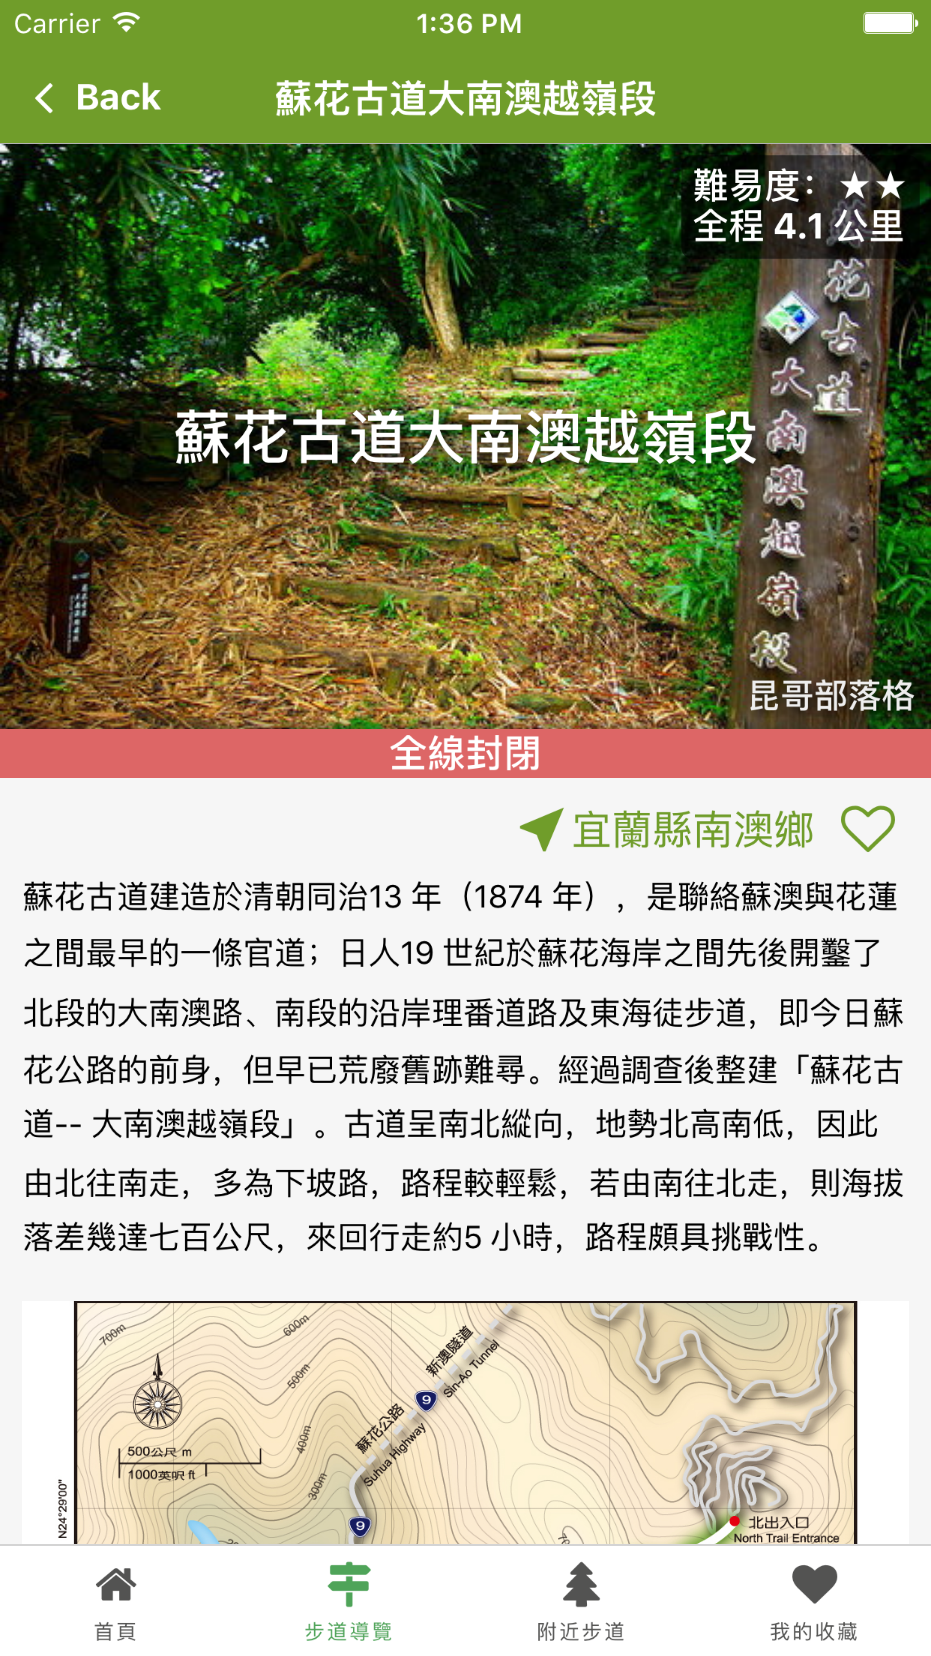 Carrier 1:36 PM
Back 蘇花古道大南澳越嶺段
難易度：★★
全程 4.1 公里
花古道
大南澳越嶺段
蘇花古道大南澳越嶺段
昆哥部落格
全線封閉
宜蘭縣南澳鄉
蘇花古道建造於清朝同治13 年（1874 年），是聯絡蘇澳與花蓮
之間最早的一條官道；日人19 世紀於蘇花海岸之間先後開鑿了
北段的大南澳路、南段的沿岸理番道路及東海徒步道，即今日蘇
花公路的前身，但早已荒廢舊跡難尋。經過調查後整建「蘇花古
道-- 大南澳越嶺段」。古道呈南北縱向，地勢北高南低，因此
由北往南走，多為下坡路，路程較輕鬆，若由南往北走，則海拔
落差幾達七百公尺，來回行走約5 小時，路程頗具挑戰性。
700m
600m
500m
400m
300m
新澳隧道
Sin-Ao Tunnel
9
蘇花公路
Suhua Highway
9
500公尺 m
1000英呎 ft
N24°29'00"
北出入口
North Trail Entrance
首頁 步道導覽 附近步道 我的收藏